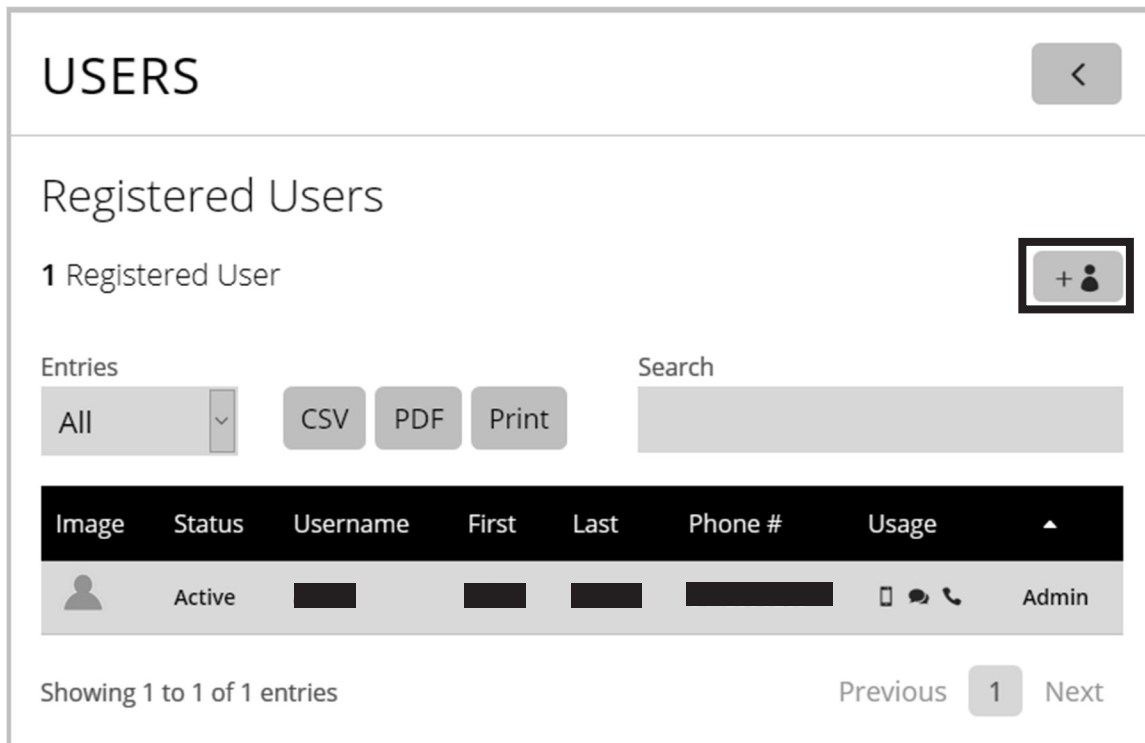 USERS
Registered Users
1 Registered User
+
Entries
Search
All
CSV PDF Print
Image Status Username First Last Phone # Usage
Active Admin
Showing 1 to 1 of 1 entries
Previous 1 Next